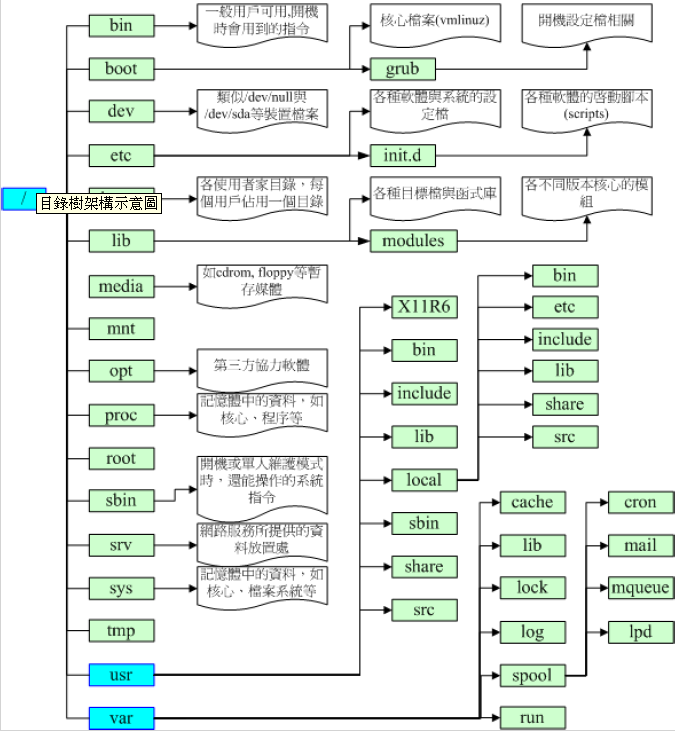 bin
一般用戶可用,開機
時會用到的指令
核心檔案(vmlinuz)
開機設定檔相關
boot
grub
dev
類似/dev/null與
/dev/sda等裝置檔案
各種軟體與系統的設
定檔
各種軟體的啓動腳本
(scripts)
etc
init.d
/
目錄樹架構示意圖
各使用者家目錄，每
個用戶佔用一個目錄
各種目標檔與函式庫
各不同版本核心的模
組
lib
modules
media
如cdrom, floppy等暫
存媒體
mnt
opt
第三方協力軟體
proc
記憶體中的資料，如
核心、程序等
root
sbin
開機或單人維護模式
時，還能操作的系統
指令
srv
網路服務所提供的資
料放置處
sys
記憶體中的資料，如
核心、檔案系統等
tmp
usr
var
X11R6
bin
include
lib
local
sbin
share
src
bin
etc
include
lib
share
src
cache
lib
lock
log
spool
run
cron
mail
mqueue
lpd